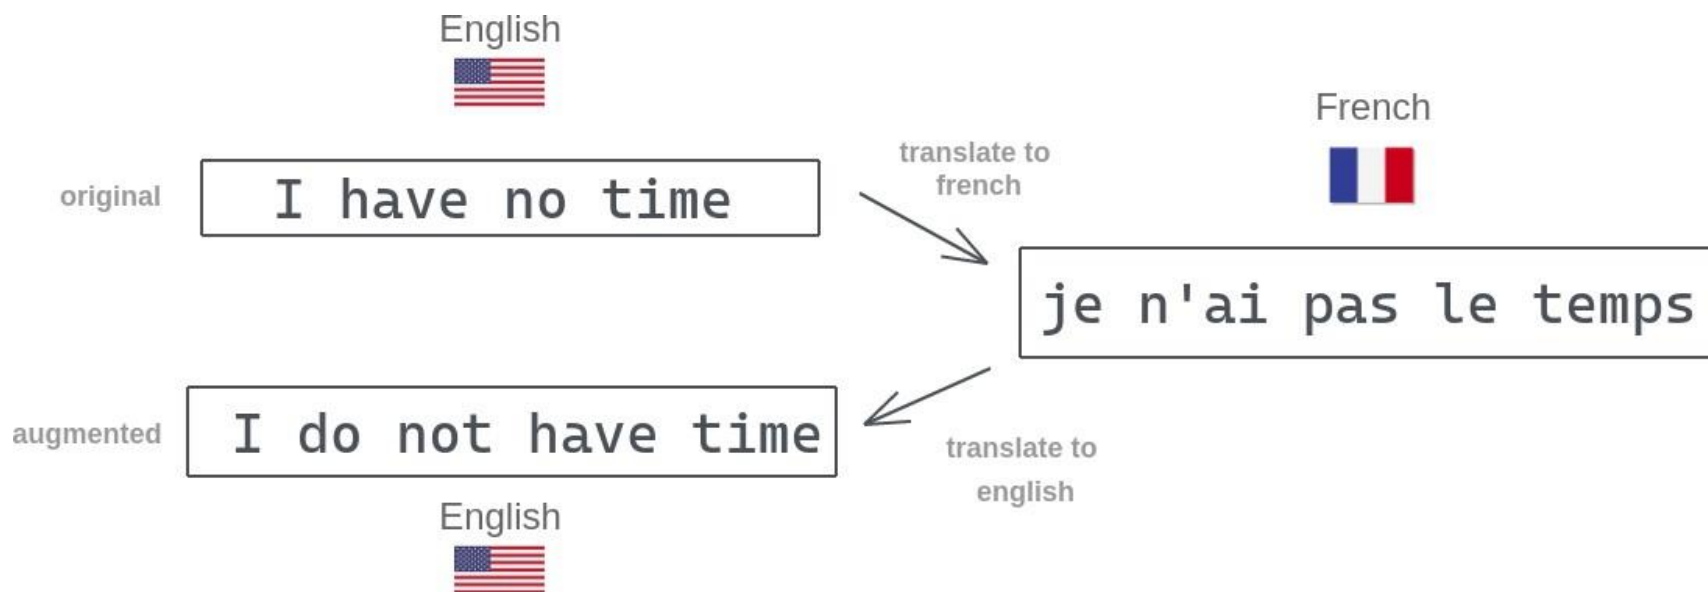 English
French
translate to
french
original
I have no time
je n'ai pas le temps
augmented
I do not have time
translate to
english
English